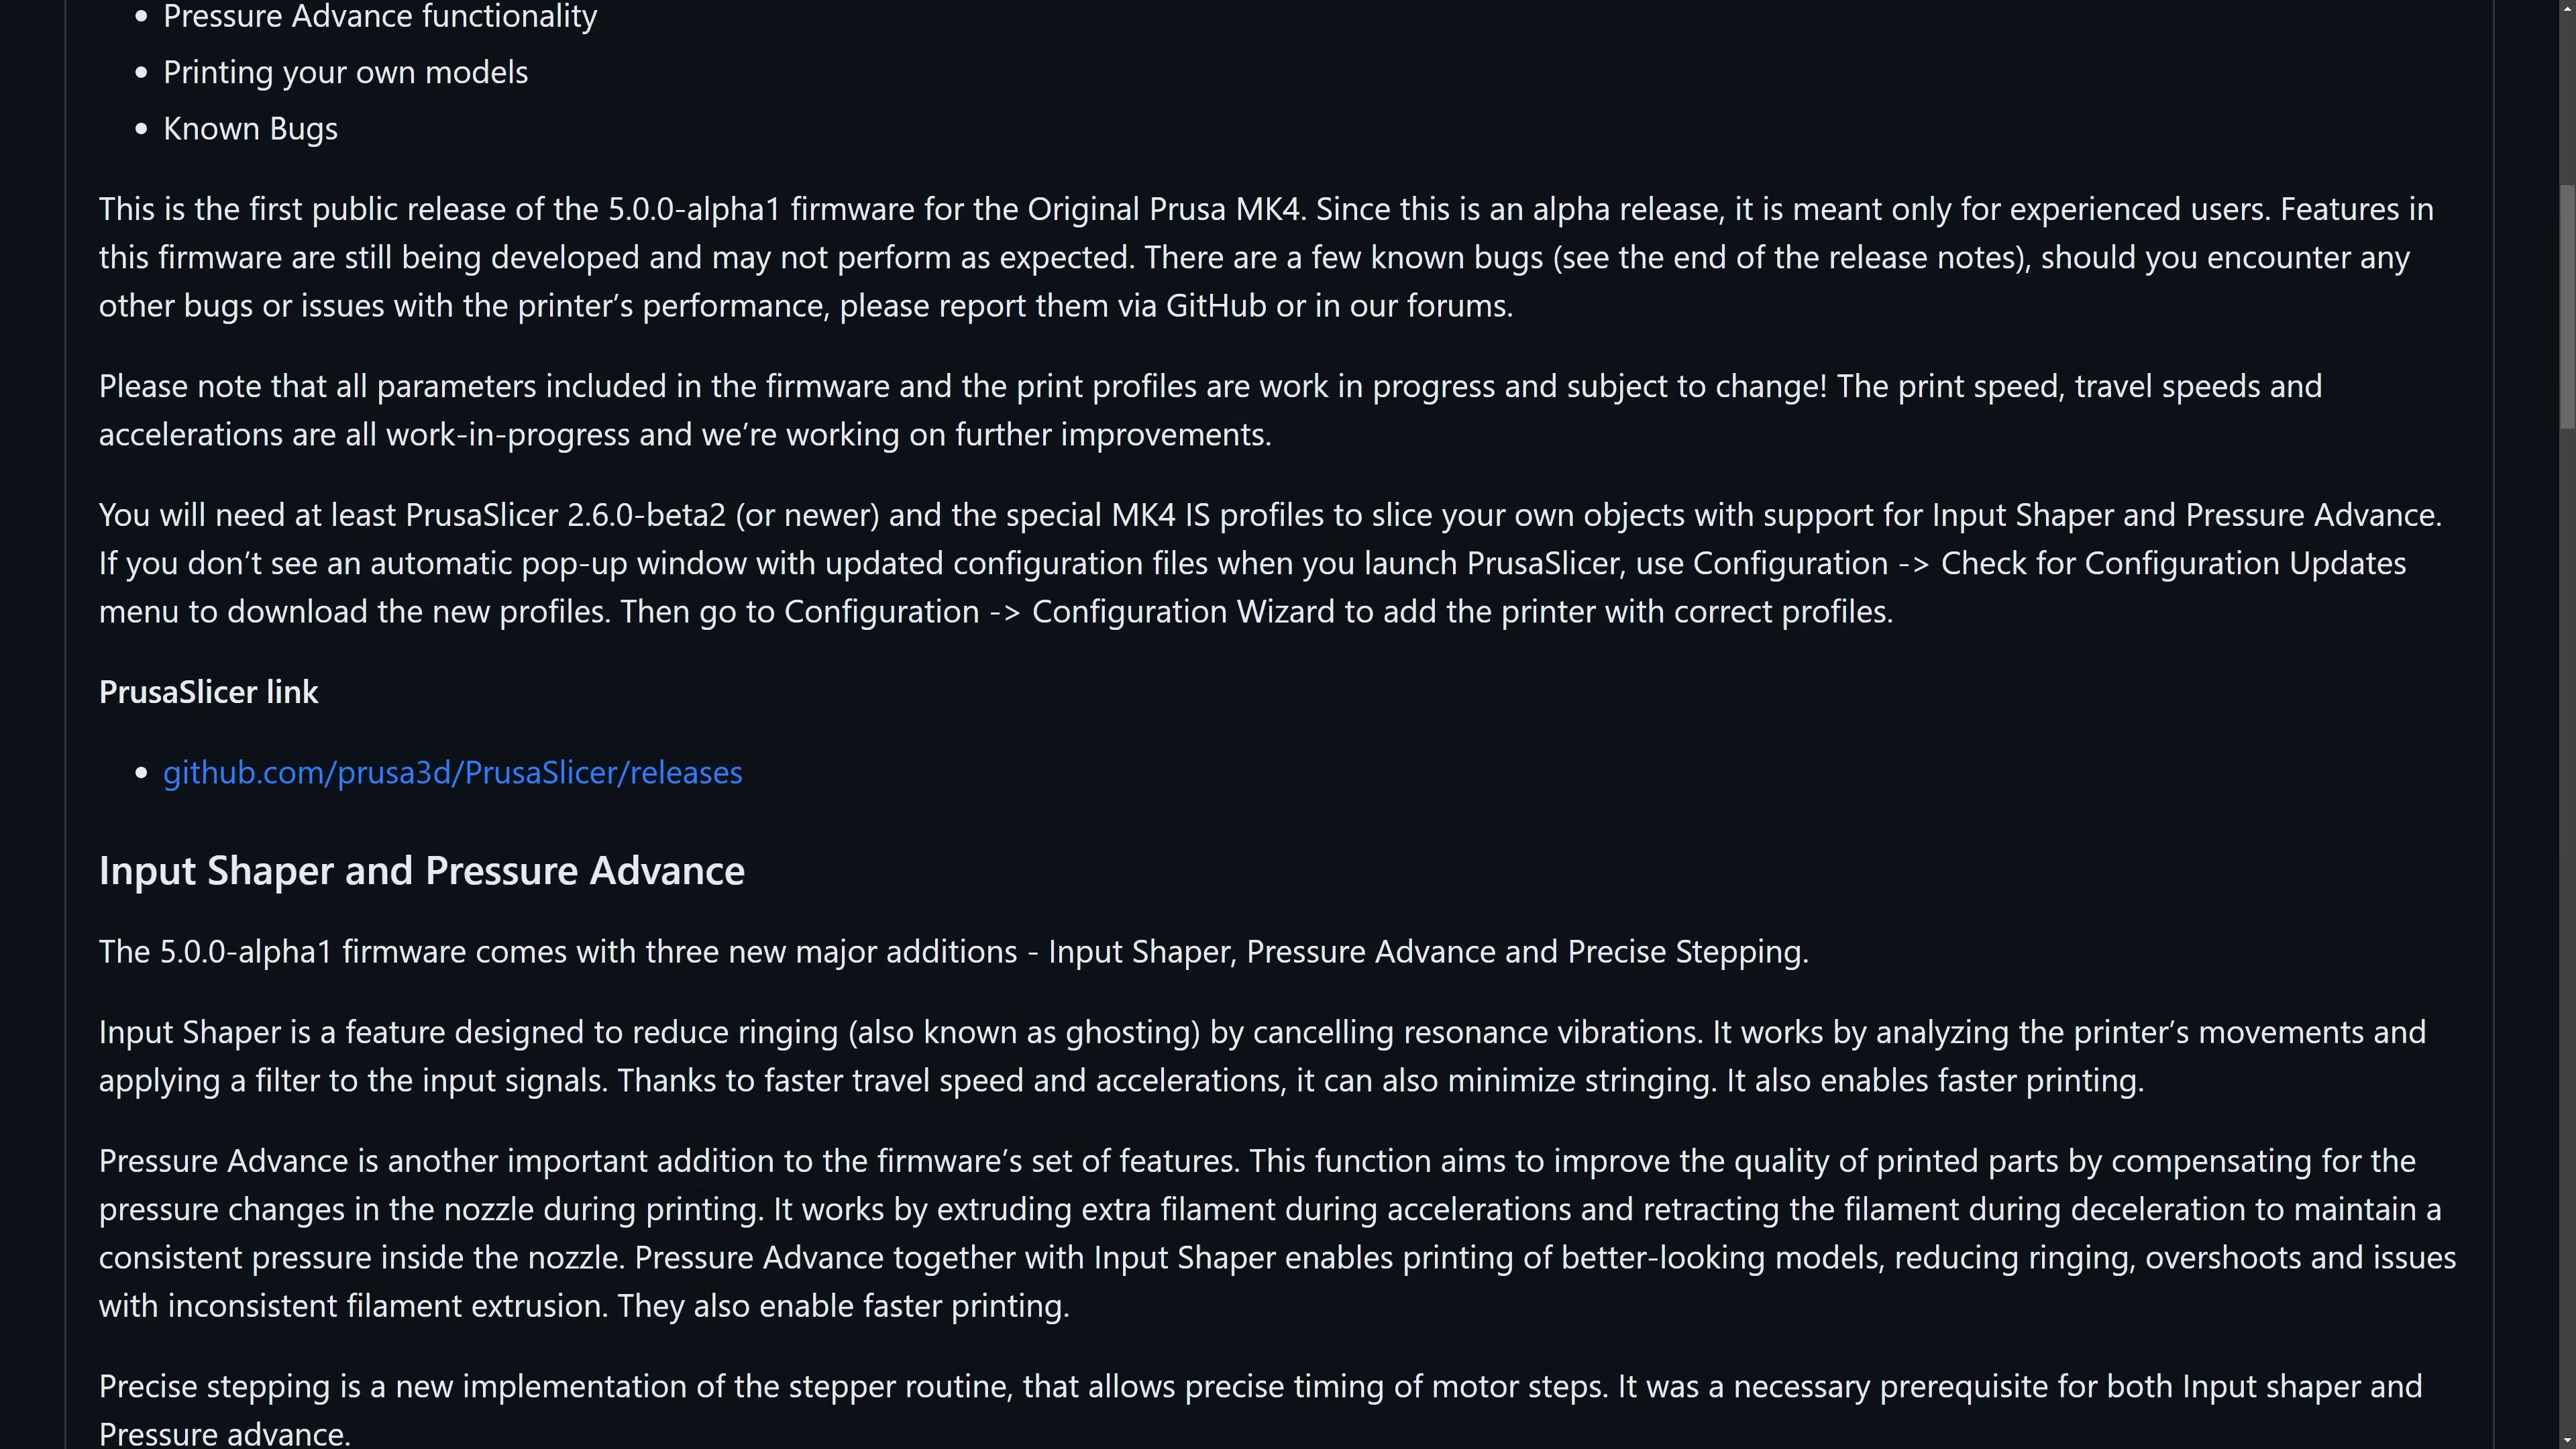 Pressure Advance functionality
Printing your own models
Known Bugs
This is the first public release of the 5.0.0-alpha1 firmware for the Original Prusa MK4. Since this is an alpha release, it is meant only for experienced users. Features in
this firmware are still being developed and may not perform as expected. There are a few known bugs (see the end of the release notes), should you encounter any
other bugs or issues with the printer’s performance, please report them via GitHub or in our forums.
Please note that all parameters included in the firmware and the print profiles are work in progress and subject to change! The print speed, travel speeds and
accelerations are all work-in-progress and we’re working on further improvements.
You will need at least PrusaSlicer 2.6.0-beta2 (or newer) and the special MK4 IS profiles to slice your own objects with support for Input Shaper and Pressure Advance.
If you don’t see an automatic pop-up window with updated configuration files when you launch PrusaSlicer, use Configuration -> Check for Configuration Updates
menu to download the new profiles. Then go to Configuration -> Configuration Wizard to add the printer with correct profiles.
PrusaSlicer link
github.com/prusa3d/PrusaSlicer/releases
Input Shaper and Pressure Advance
The 5.0.0-alpha1 firmware comes with three new major additions - Input Shaper, Pressure Advance and Precise Stepping.
Input Shaper is a feature designed to reduce ringing (also known as ghosting) by cancelling resonance vibrations. It works by analyzing the printer’s movements and
applying a filter to the input signals. Thanks to faster travel speed and accelerations, it can also minimize stringing. It also enables faster printing.
Pressure Advance is another important addition to the firmware’s set of features. This function aims to improve the quality of printed parts by compensating for the
pressure changes in the nozzle during printing. It works by extruding extra filament during accelerations and retracting the filament during deceleration to maintain a
consistent pressure inside the nozzle. Pressure Advance together with Input Shaper enables printing of better-looking models, reducing ringing, overshoots and issues
with inconsistent filament extrusion. They also enable faster printing.
Precise stepping is a new implementation of the stepper routine, that allows precise timing of motor steps. It was a necessary prerequisite for both Input shaper and
Pressure advance.